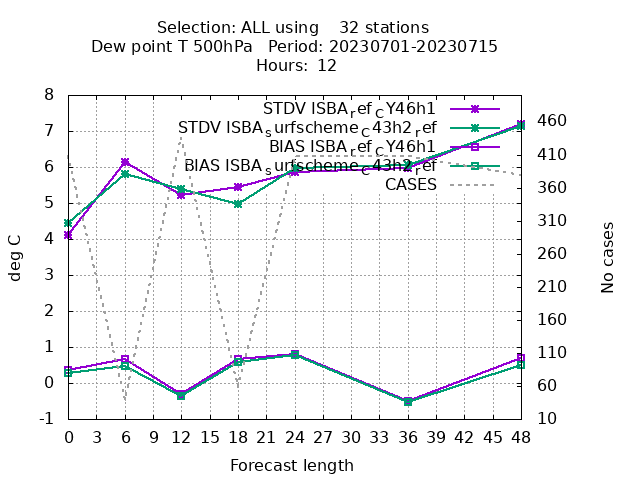 Selection: ALL using    32 stations
Dew point T 500hPa   Period: 20230701-20230715
Hours: 12
STDV ISBA_ref_CY46h1
STDV ISBA_surfscheme_C43h2_ref
BIAS ISBA_ref_CY46h1
BIAS ISBA_surfscheme_C43h2_ref
CASES
deg C
8
7
6
5
4
3
2
1
0
-1
No cases
460
410
360
310
260
210
160
110
60
10
0 3 6 9 12 15 18 21 24 27 30 33 36 39 42 45 48
Forecast length